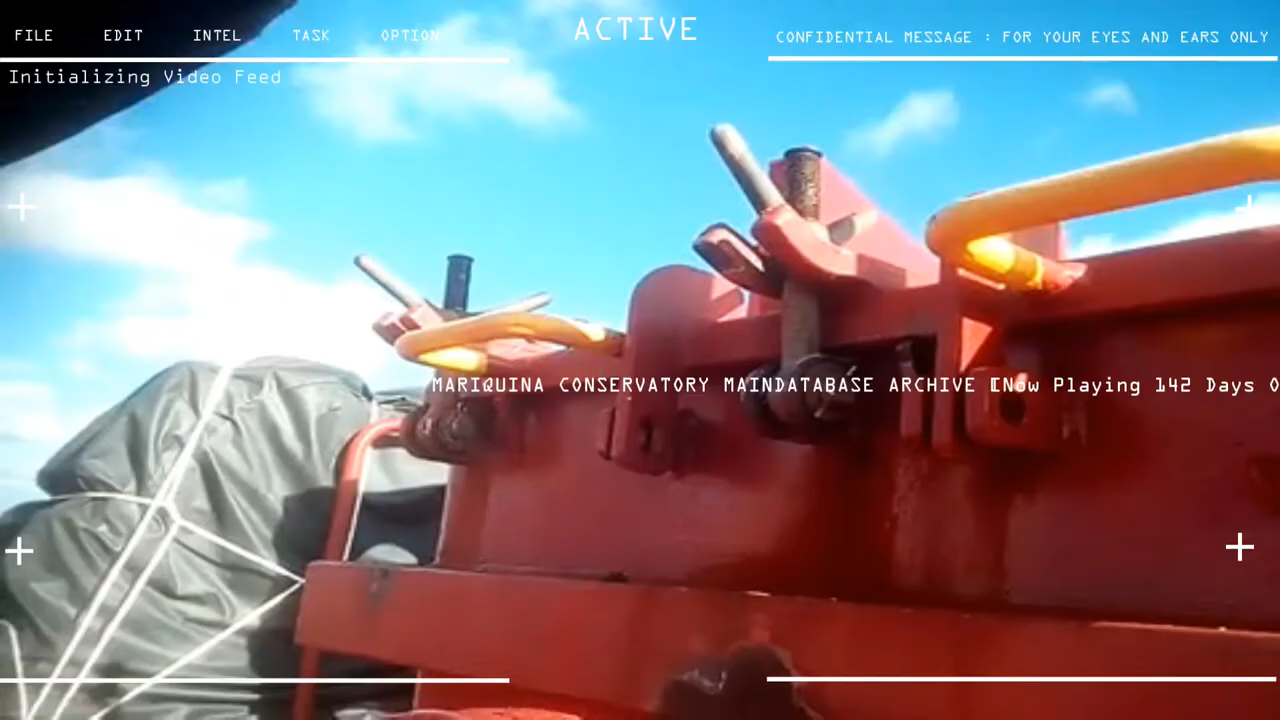 FILE EDIT INTEL TASK OPTION
ACTIVE
CONFIDENTIAL MESSAGE : FOR YOUR EYES AND EARS ONLY
Initializing Video Feed
MARIQUINA CONSERVATORY MAINDATABASE ARCHIVE [Now Playing 142 Days